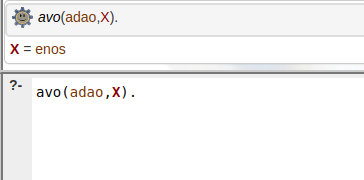 avo(adao,X).
X = enos
?- avo(adao,X).